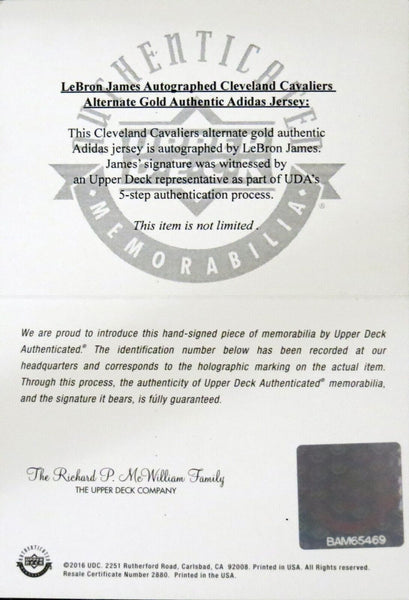 AUTHENTICATED
UPPER DECK
MEMORABILIA
LeBron James Autographed Cleveland Cavaliers
Alternate Gold Authentic Adidas Jersey:
This Cleveland Cavaliers alternate gold authentic
Adidas jersey is autographed by LeBron James.
James' signature was witnessed by
an Upper Deck representative as part of UDA's
5-step authentication process.
This item is not limited .
We are proud to introduce this hand-signed piece of memorabilia by Upper Deck
Authenticated.® The identification number below has been recorded at our
headquarters and corresponds to the holographic marking on the actual item.
Through this process, the authenticity of Upper Deck Authenticated® memorabilia,
and the signature it bears, is fully guaranteed.
The Richard P. McWilliam Family
THE UPPER DECK COMPANY
BAM65469
©2016 UDC. 2251 Rutherford Road, Carlsbad, CA 92008. Printed in USA. All Rights reserved.
Resale Certificate Number 2880. Printed in the USA.